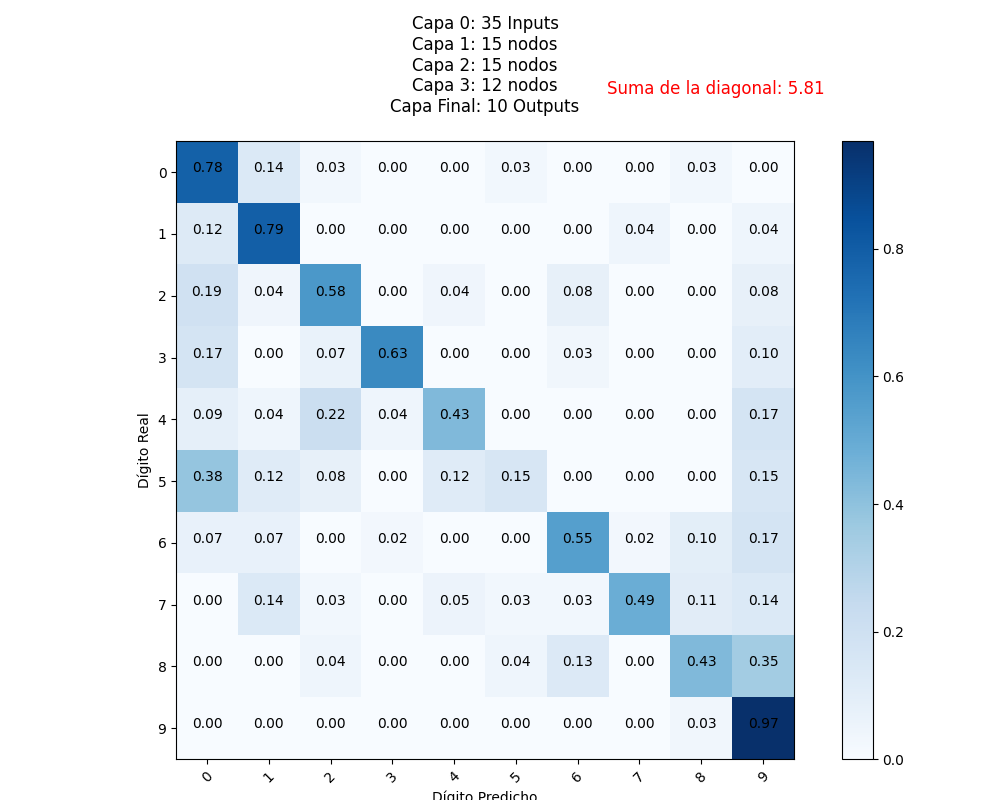 Capa 0: 35 Inputs
Capa 1: 15 nodos
Capa 2: 15 nodos
Capa 3: 12 nodos
Capa Final: 10 Outputs
Suma de la diagonal: 5.81
0 0.78 0.14 0.03 0.00 0.00 0.03 0.00 0.00 0.03 0.00
1 0.12 0.79 0.00 0.00 0.00 0.00 0.00 0.04 0.00 0.04
2 0.19 0.04 0.58 0.00 0.04 0.00 0.08 0.00 0.00 0.08
3 0.17 0.00 0.07 0.63 0.00 0.00 0.03 0.00 0.00 0.10
4 0.09 0.04 0.22 0.04 0.43 0.00 0.00 0.00 0.00 0.17
5 0.38 0.12 0.08 0.00 0.12 0.15 0.00 0.00 0.00 0.15
6 0.07 0.07 0.00 0.02 0.00 0.00 0.55 0.02 0.10 0.17
7 0.00 0.14 0.03 0.00 0.05 0.03 0.03 0.49 0.11 0.14
8 0.00 0.00 0.04 0.00 0.00 0.04 0.13 0.00 0.43 0.35
9 0.00 0.00 0.00 0.00 0.00 0.00 0.00 0.00 0.03 0.97
0 1 2 3 4 5 6 7 8 9
Dígito Real
Dígito Predicho
0.8
0.6
0.4
0.2
0.0